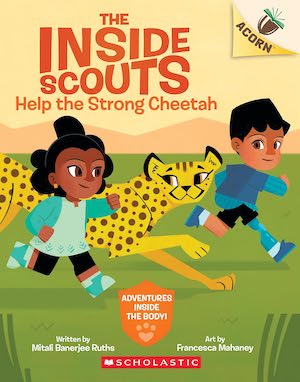 ACORN
THE
INSIDE
SCOUTS
Help the Strong Cheetah
ADVENTURES
INSIDE
THE BODY!
Written by
Mitali Banerjee Ruths
Art by
Francesca Mahaney
SCHOLASTIC